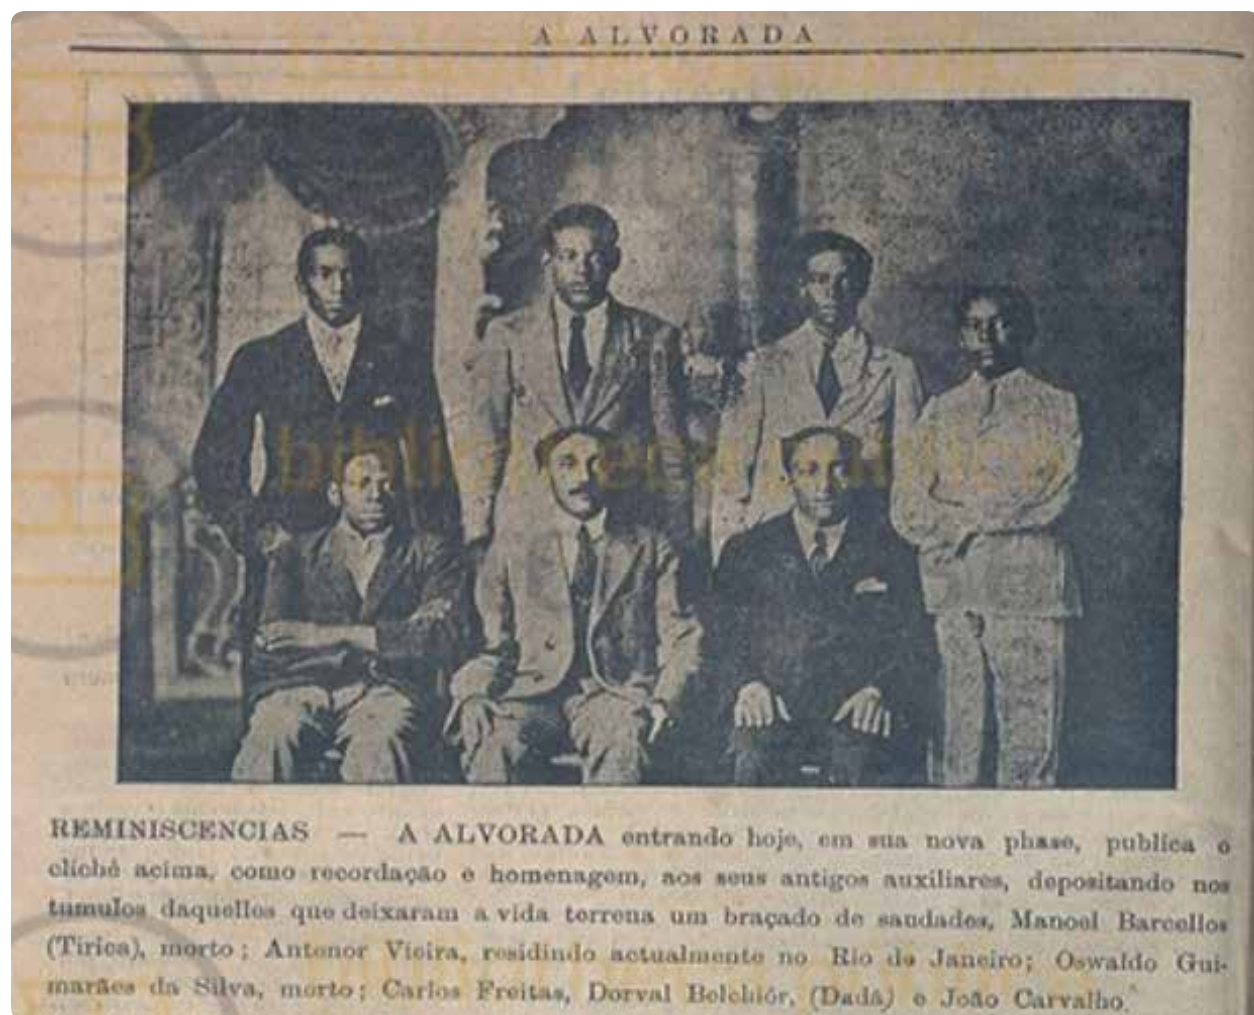 A ALVORADA
REMINISCENCIAS — A ALVORADA entrando hoje, em sua nova phase, publica o
clichê acima, como recordação e homenagem, aos seus antigos auxiliares, depositando nos
tumulos daquelles que deixaram a vida terrena um braçado de saudades, Manoel Barcellos
(Tirica), morto; Antenor Vieira, residindo actualmente no Rio de Janeiro; Oswaldo Gui-
marães da Silva, morto; Carlos Freitas, Dorval Belchiór, (Dadá) e João Carvalho.